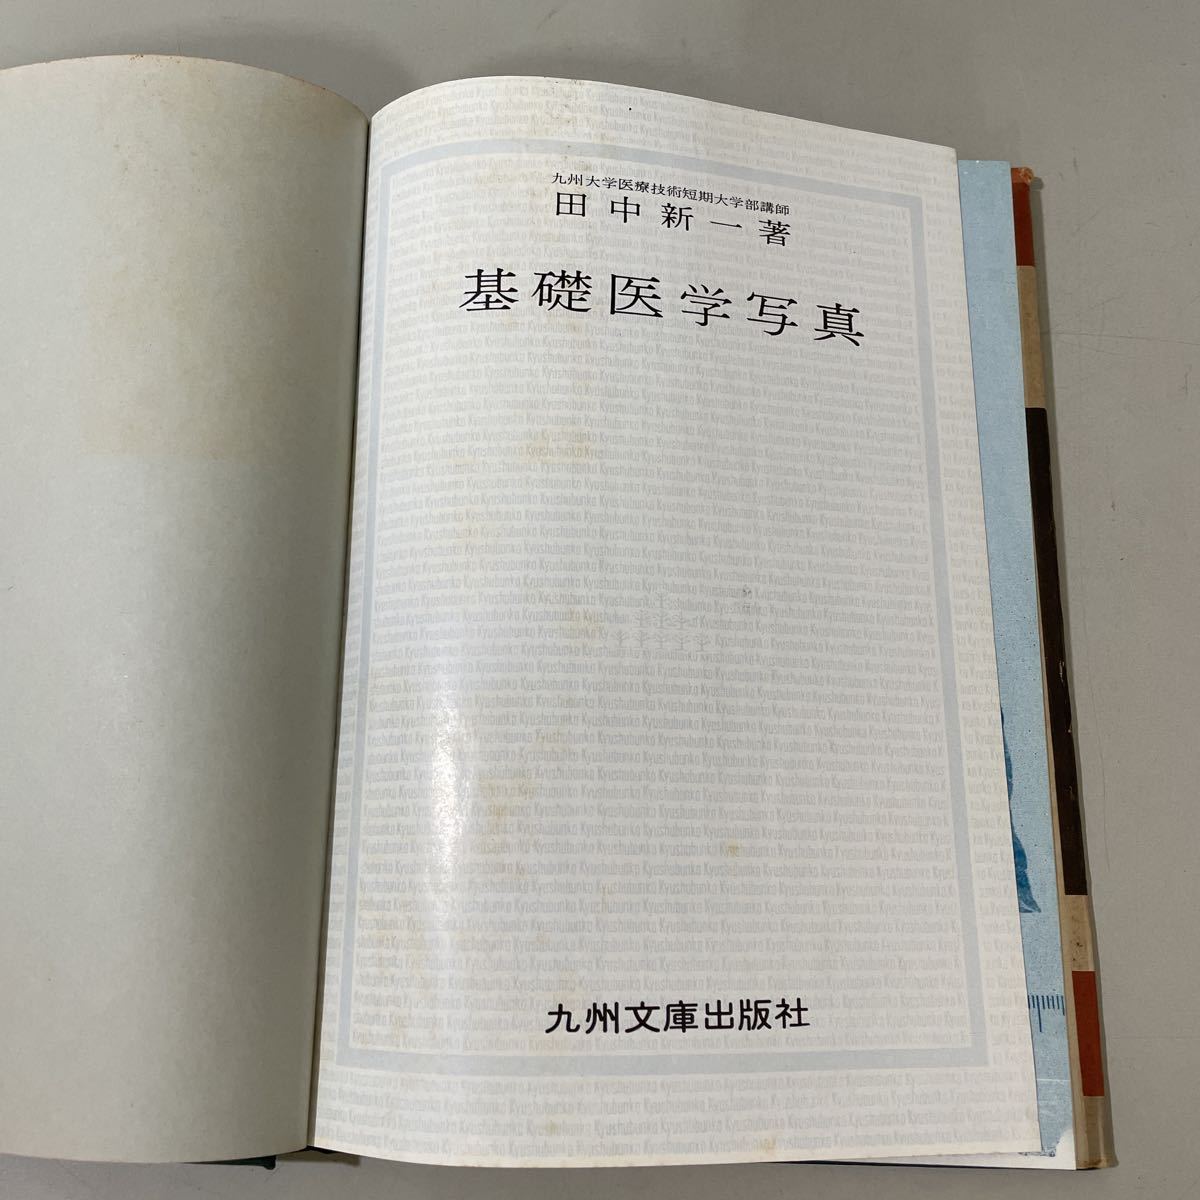 九州大学医療技術短期大学部講師
田中新一著
基礎医学写真
九州文庫出版社